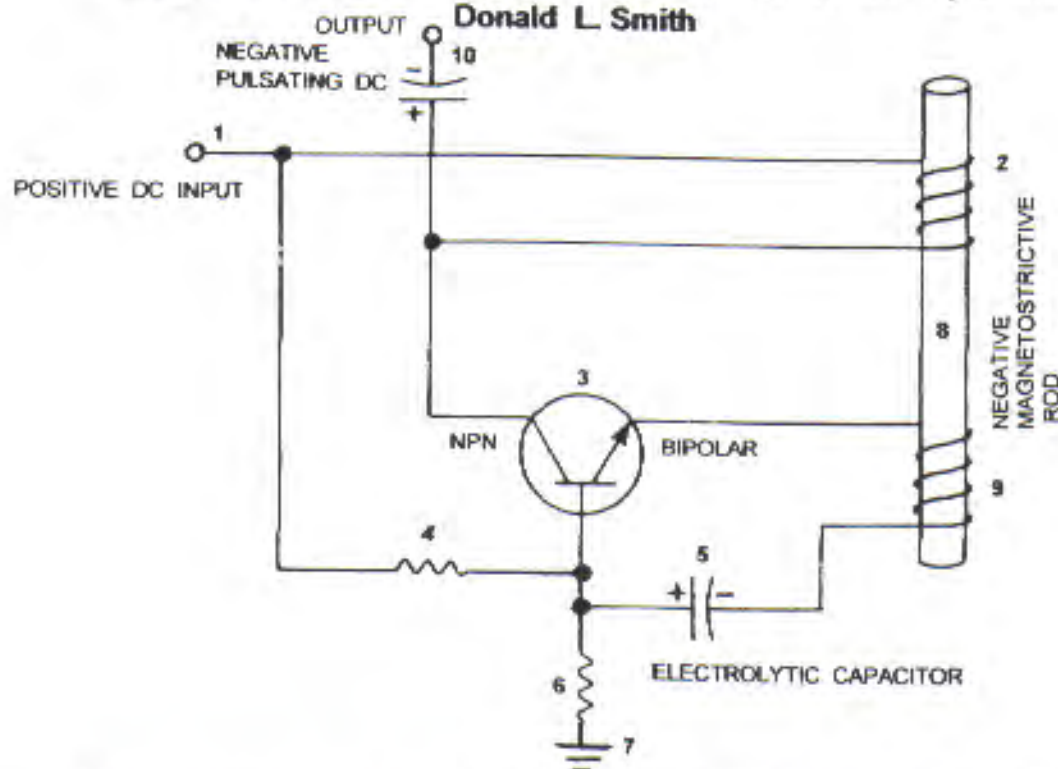 Donald L. Smith
OUTPUT
10
NEGATIVE
PULSATING DC
-
+
1
POSITIVE DC INPUT
2
NEGATIVE
MAGNETOSTRICTIVE
ROD
8
3
NPN
BIPOLAR
9
4
5
+ -
ELECTROLYTIC CAPACITOR
6
7